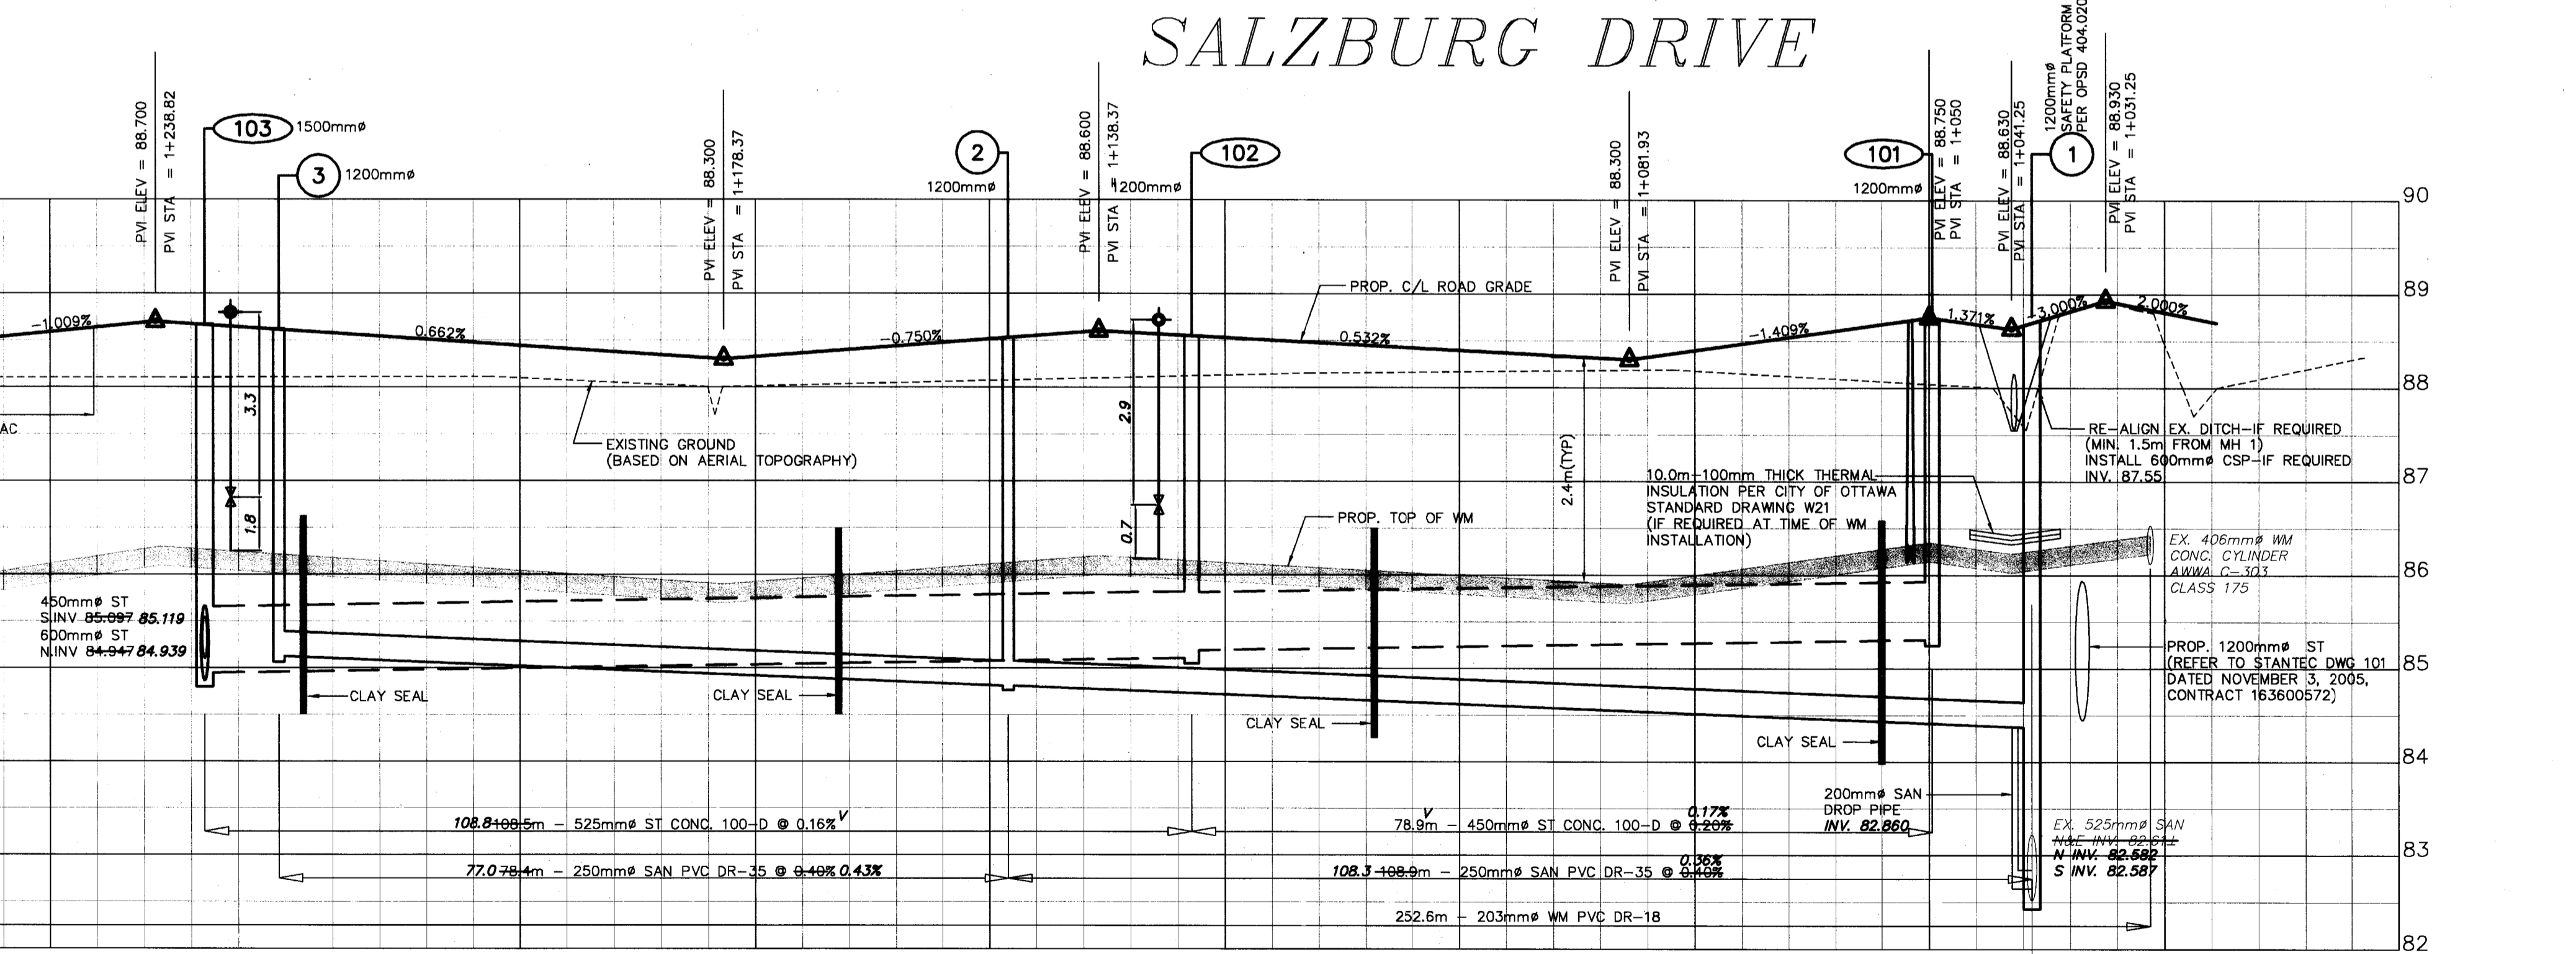 SALZBURG DRIVE
PVI ELEV = 88.700
PVI STA = 1+238.82
103
1500mmø
3
1200mmø
PVI ELEV = 88.300
PVI STA = 1+178.37
2
1200mmø
PVI ELEV = 88.600
PVI STA = 1+138.37
1200mmø
102
PVI ELEV = 88.300
PVI STA = 1+081.93
101
1200mmø
PVI ELEV = 88.750
PVI STA = 1+050
PVI ELEV = 88.630
PVI STA = 1+041.25
1200mmø
SAFETY PLATFORM
PER OPSD 404.020
1
PVI ELEV = 88.930
PVI STA = 1+031.25
90
89
88
87
86
85
84
83
82
-1.009%
0.662%
-0.750%
PROP. C/L ROAD GRADE
0.532%
-1.409%
1.371%
-3.000%
2.000%
3.3
1.8
2.9
0.7
2.4m(TYP)
AC
EXISTING GROUND
(BASED ON AERIAL TOPOGRAPHY)
RE-ALIGN EX. DITCH-IF REQUIRED
(MIN. 1.5m FROM MH 1)
INSTALL 600mmø CSP-IF REQUIRED
INV. 87.55
10.0m-100mm THICK THERMAL
INSULATION PER CITY OF OTTAWA
STANDARD DRAWING W21
(IF REQUIRED AT TIME OF WM
INSTALLATION)
PROP. TOP OF WM
EX. 406mmø WM
CONC. CYLINDER
AWWA C-303
CLASS 175
450mmø ST
S.INV 85.097 85.119
600mmø ST
N.INV 84.947 84.939
CLAY SEAL
CLAY SEAL
CLAY SEAL
CLAY SEAL
PROP. 1200mmø ST
(REFER TO STANTEC DWG 101
DATED NOVEMBER 3, 2005,
CONTRACT 163600572)
200mmø SAN
DROP PIPE
INV. 82.860
108.8 108.5m - 525mmø ST CONC. 100-D @ 0.16% V
V
0.17%
78.9m - 450mmø ST CONC. 100-D @ 0.20%
EX. 525mmø SAN
N&E INV. 82.61±
N INV. 82.582
S INV. 82.587
77.0 78.4m - 250mmø SAN PVC DR-35 @ 0.40% 0.43%
0.36%
108.3 108.9m - 250mmø SAN PVC DR-35 @ 0.40%
252.6m - 203mmø WM PVC DR-18